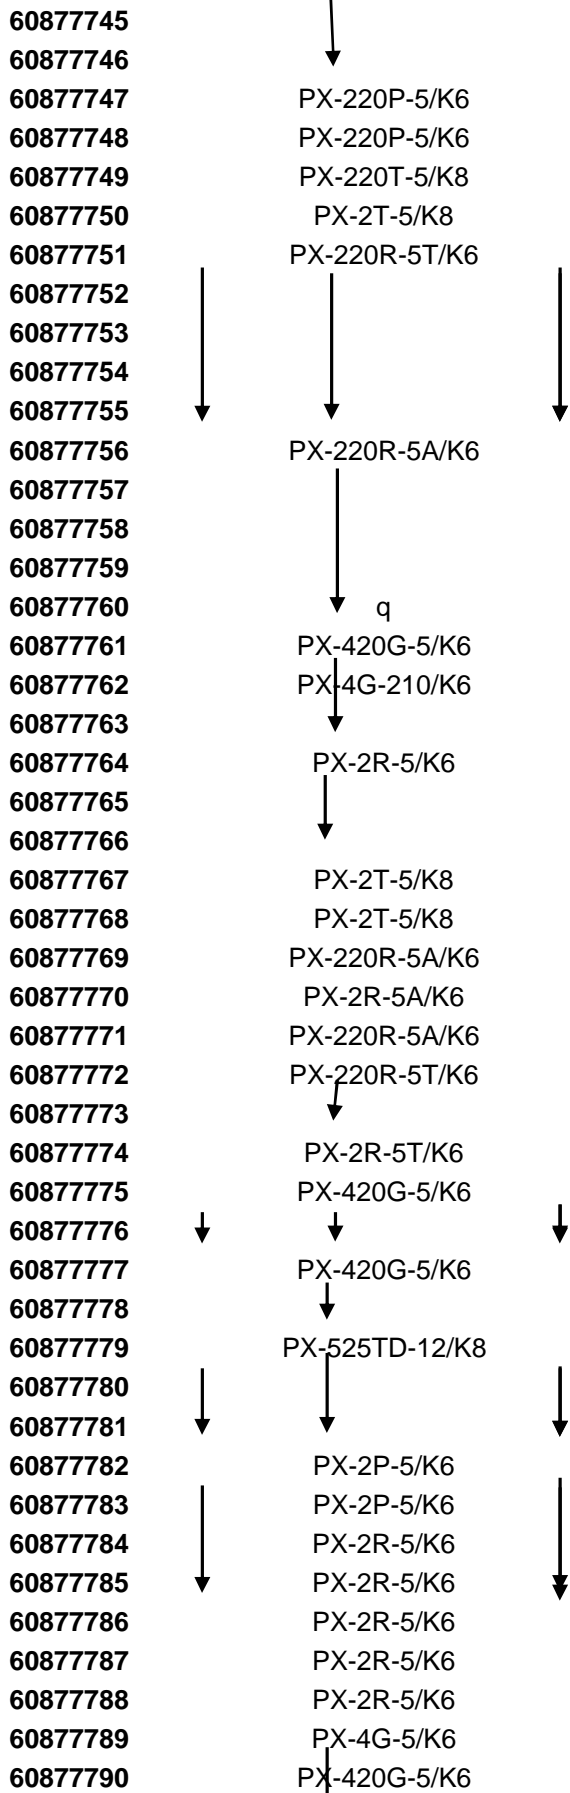 60877745
60877746
60877747 PX-220P-5/K6
60877748 PX-220P-5/K6
60877749 PX-220T-5/K8
60877750 PX-2T-5/K8
60877751 PX-220R-5T/K6
60877752
60877753
60877754
60877755
60877756 PX-220R-5A/K6
60877757
60877758
60877759
60877760 q
60877761 PX-420G-5/K6
60877762 PX-4G-210/K6
60877763
60877764 PX-2R-5/K6
60877765
60877766
60877767 PX-2T-5/K8
60877768 PX-2T-5/K8
60877769 PX-220R-5A/K6
60877770 PX-2R-5A/K6
60877771 PX-220R-5A/K6
60877772 PX-220R-5T/K6
60877773
60877774 PX-2R-5T/K6
60877775 PX-420G-5/K6
60877776
60877777 PX-420G-5/K6
60877778
60877779 PX-525TD-12/K8
60877780
60877781
60877782 PX-2P-5/K6
60877783 PX-2P-5/K6
60877784 PX-2R-5/K6
60877785 PX-2R-5/K6
60877786 PX-2R-5/K6
60877787 PX-2R-5/K6
60877788 PX-2R-5/K6
60877789 PX-4G-5/K6
60877790 PX-420G-5/K6